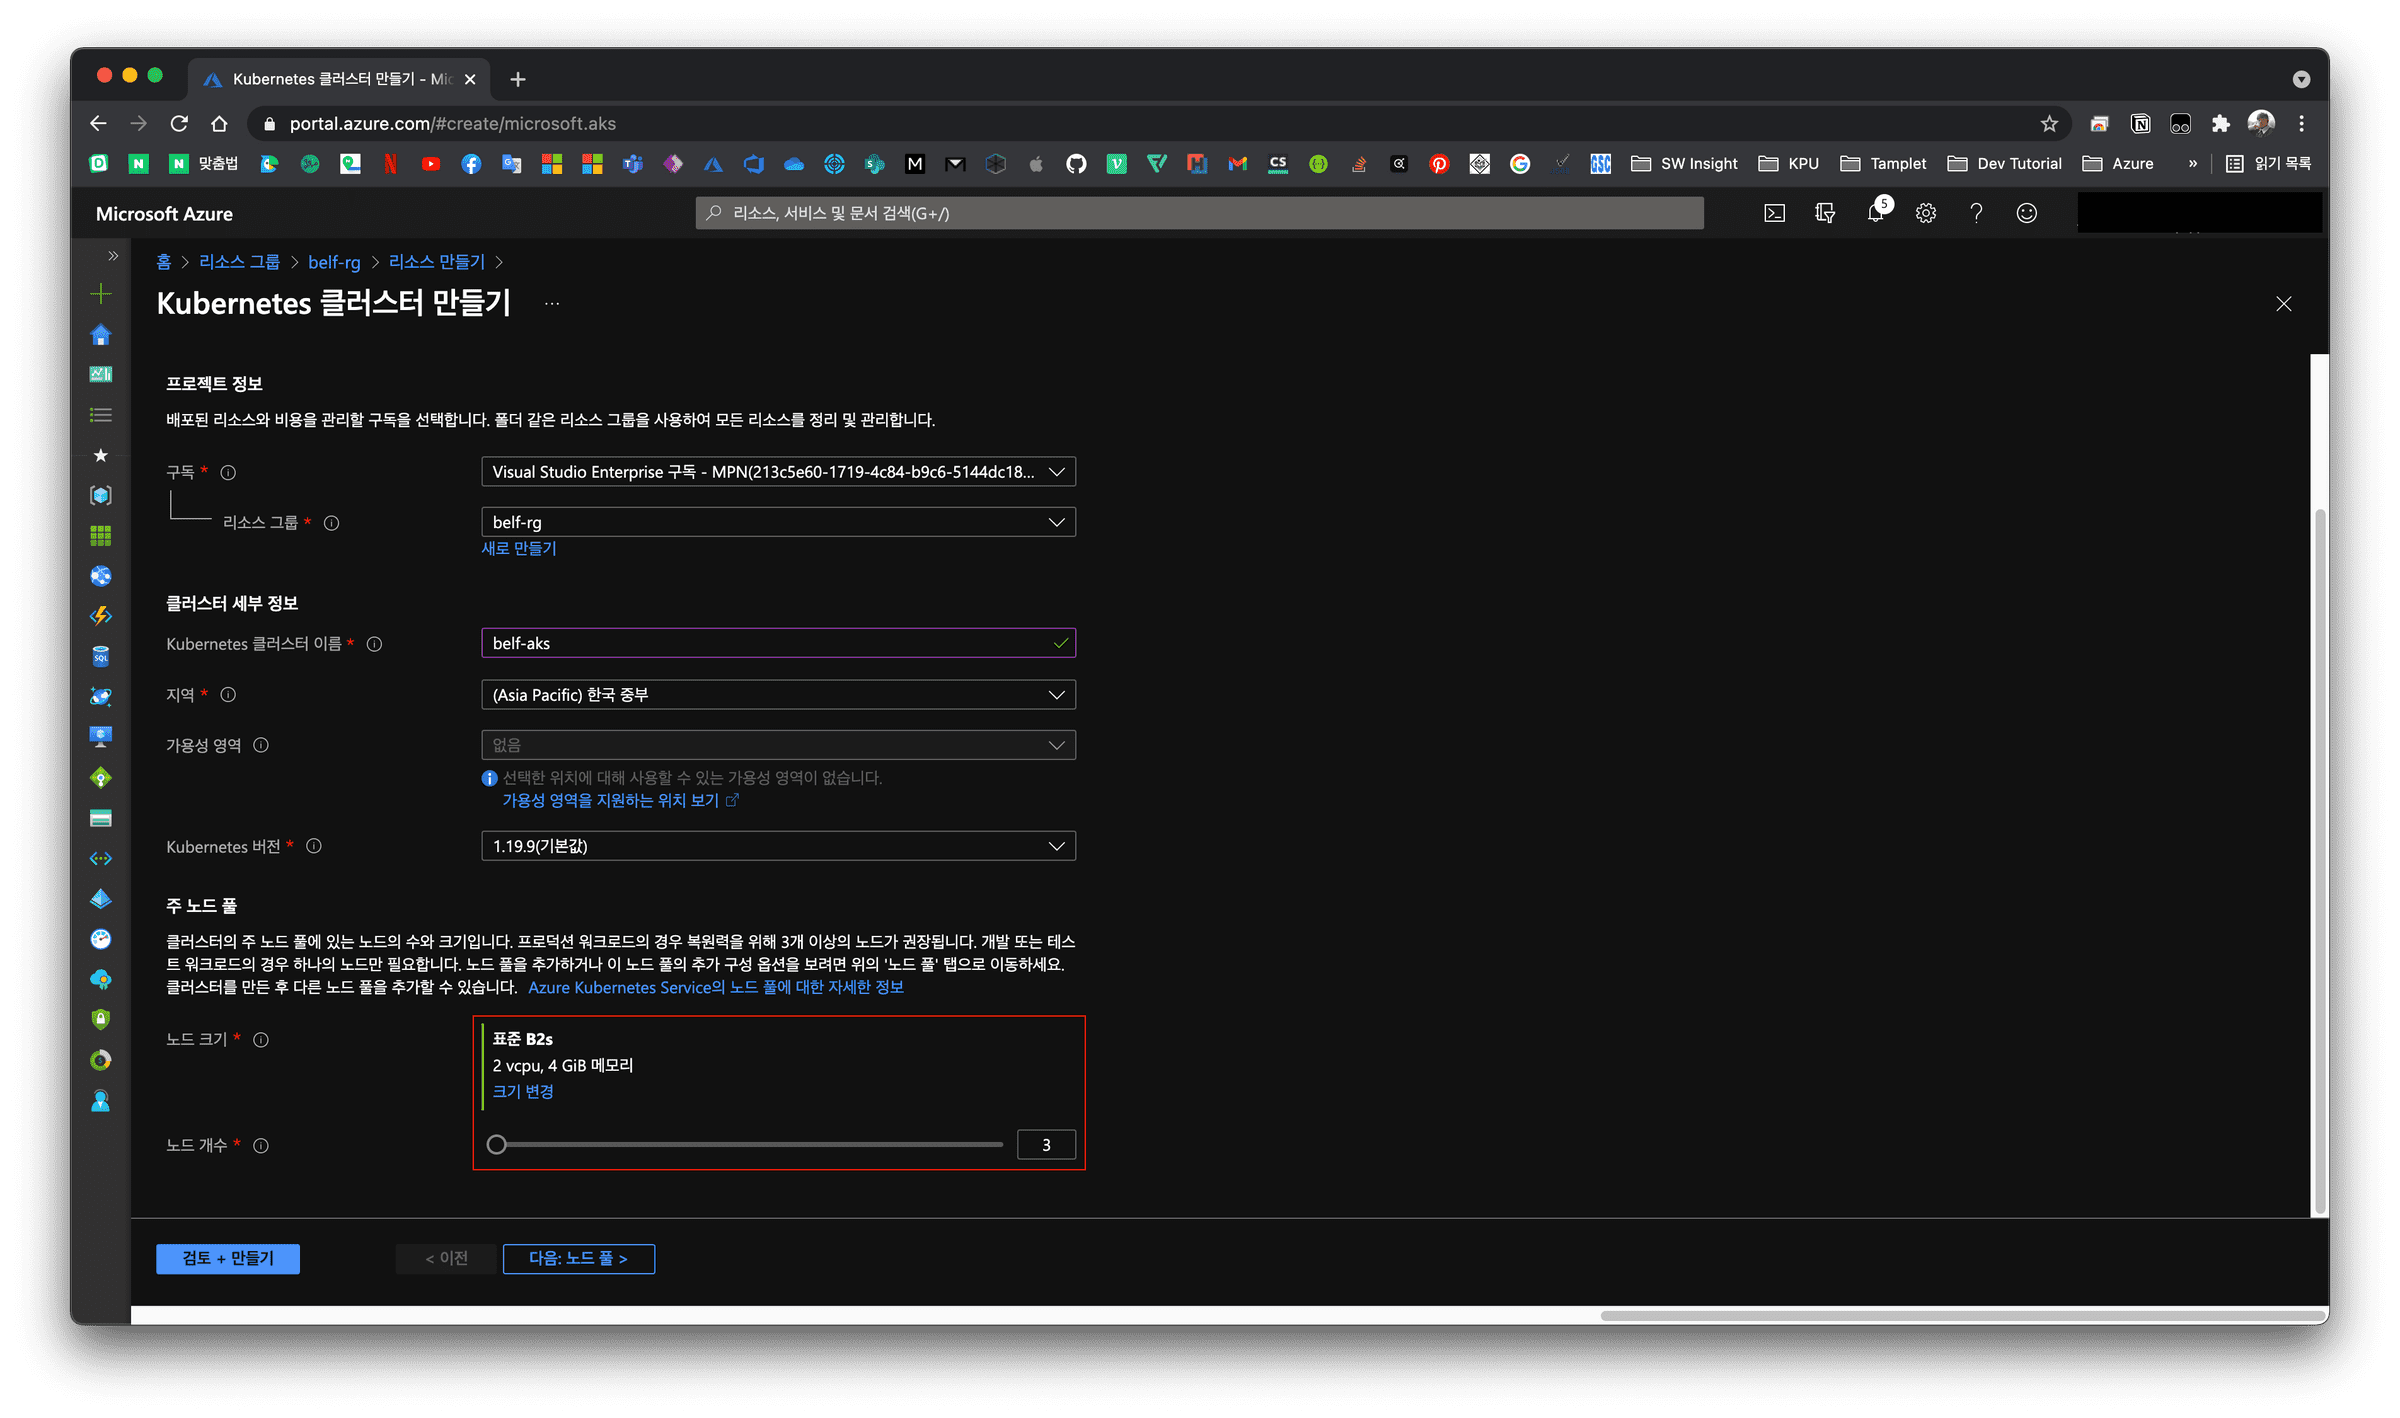 Kubernetes 클러스터 만들기 - Mic
portal.azure.com/#create/microsoft.aks
맞춤법
SW Insight
KPU
Tamplet
Dev Tutorial
Azure
»
읽기 목록
Microsoft Azure
리소스, 서비스 및 문서 검색(G+/)
5
홈 > 리소스 그룹 > belf-rg > 리소스 만들기 >
Kubernetes 클러스터 만들기 ...
프로젝트 정보
배포된 리소스와 비용을 관리할 구독을 선택합니다. 폴더 같은 리소스 그룹을 사용하여 모든 리소스를 정리 및 관리합니다.
구독 *
Visual Studio Enterprise 구독 - MPN(213c5e60-1719-4c84-b9c6-5144dc18...
리소스 그룹 *
belf-rg
새로 만들기
클러스터 세부 정보
Kubernetes 클러스터 이름 *
belf-aks
지역 *
(Asia Pacific) 한국 중부
가용성 영역
없음
선택한 위치에 대해 사용할 수 있는 가용성 영역이 없습니다.
가용성 영역을 지원하는 위치 보기
Kubernetes 버전 *
1.19.9(기본값)
주 노드 풀
클러스터의 주 노드 풀에 있는 노드의 수와 크기입니다. 프로덕션 워크로드의 경우 복원력을 위해 3개 이상의 노드가 권장됩니다. 개발 또는 테스
트 워크로드의 경우 하나의 노드만 필요합니다. 노드 풀을 추가하거나 이 노드 풀의 추가 구성 옵션을 보려면 위의 '노드 풀' 탭으로 이동하세요.
클러스터를 만든 후 다른 노드 풀을 추가할 수 있습니다. Azure Kubernetes Service의 노드 풀에 대한 자세한 정보
노드 크기 *
표준 B2s
2 vcpu, 4 GiB 메모리
크기 변경
노드 개수 *
3
검토 + 만들기
< 이전
다음: 노드 풀 >